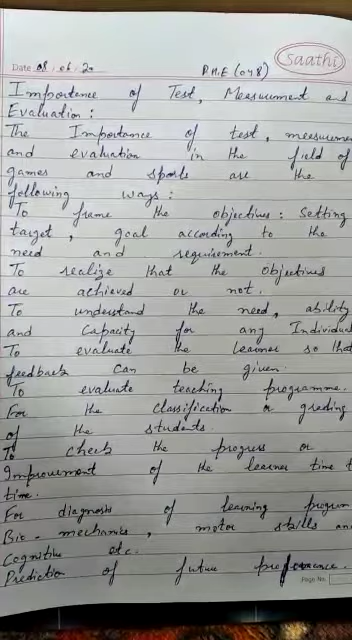 Saathi
Date 08.06.20 P.H.E (048)
Importance of Test, Measurment and
Evaluation:
The Importance of test, measurement
and evaluation in the field of
games and sports are the
following ways:
To frame the objectives: Setting
target, goal according to the
need and requirement.
To realize that the objectives
are achieved or not.
To understand the need, ability
and Capacity for any Individual
To evaluate the learner so that
feedback can be given.
To evaluate teaching programme.
For the Classification or grading
of the students.
To check the progress or
Improvement of the learner time t
time.
For diagnosis of learning program
Bio-mechanics, motor skills and
Cognitive etc.
Prediction of future preformance.
Page No.